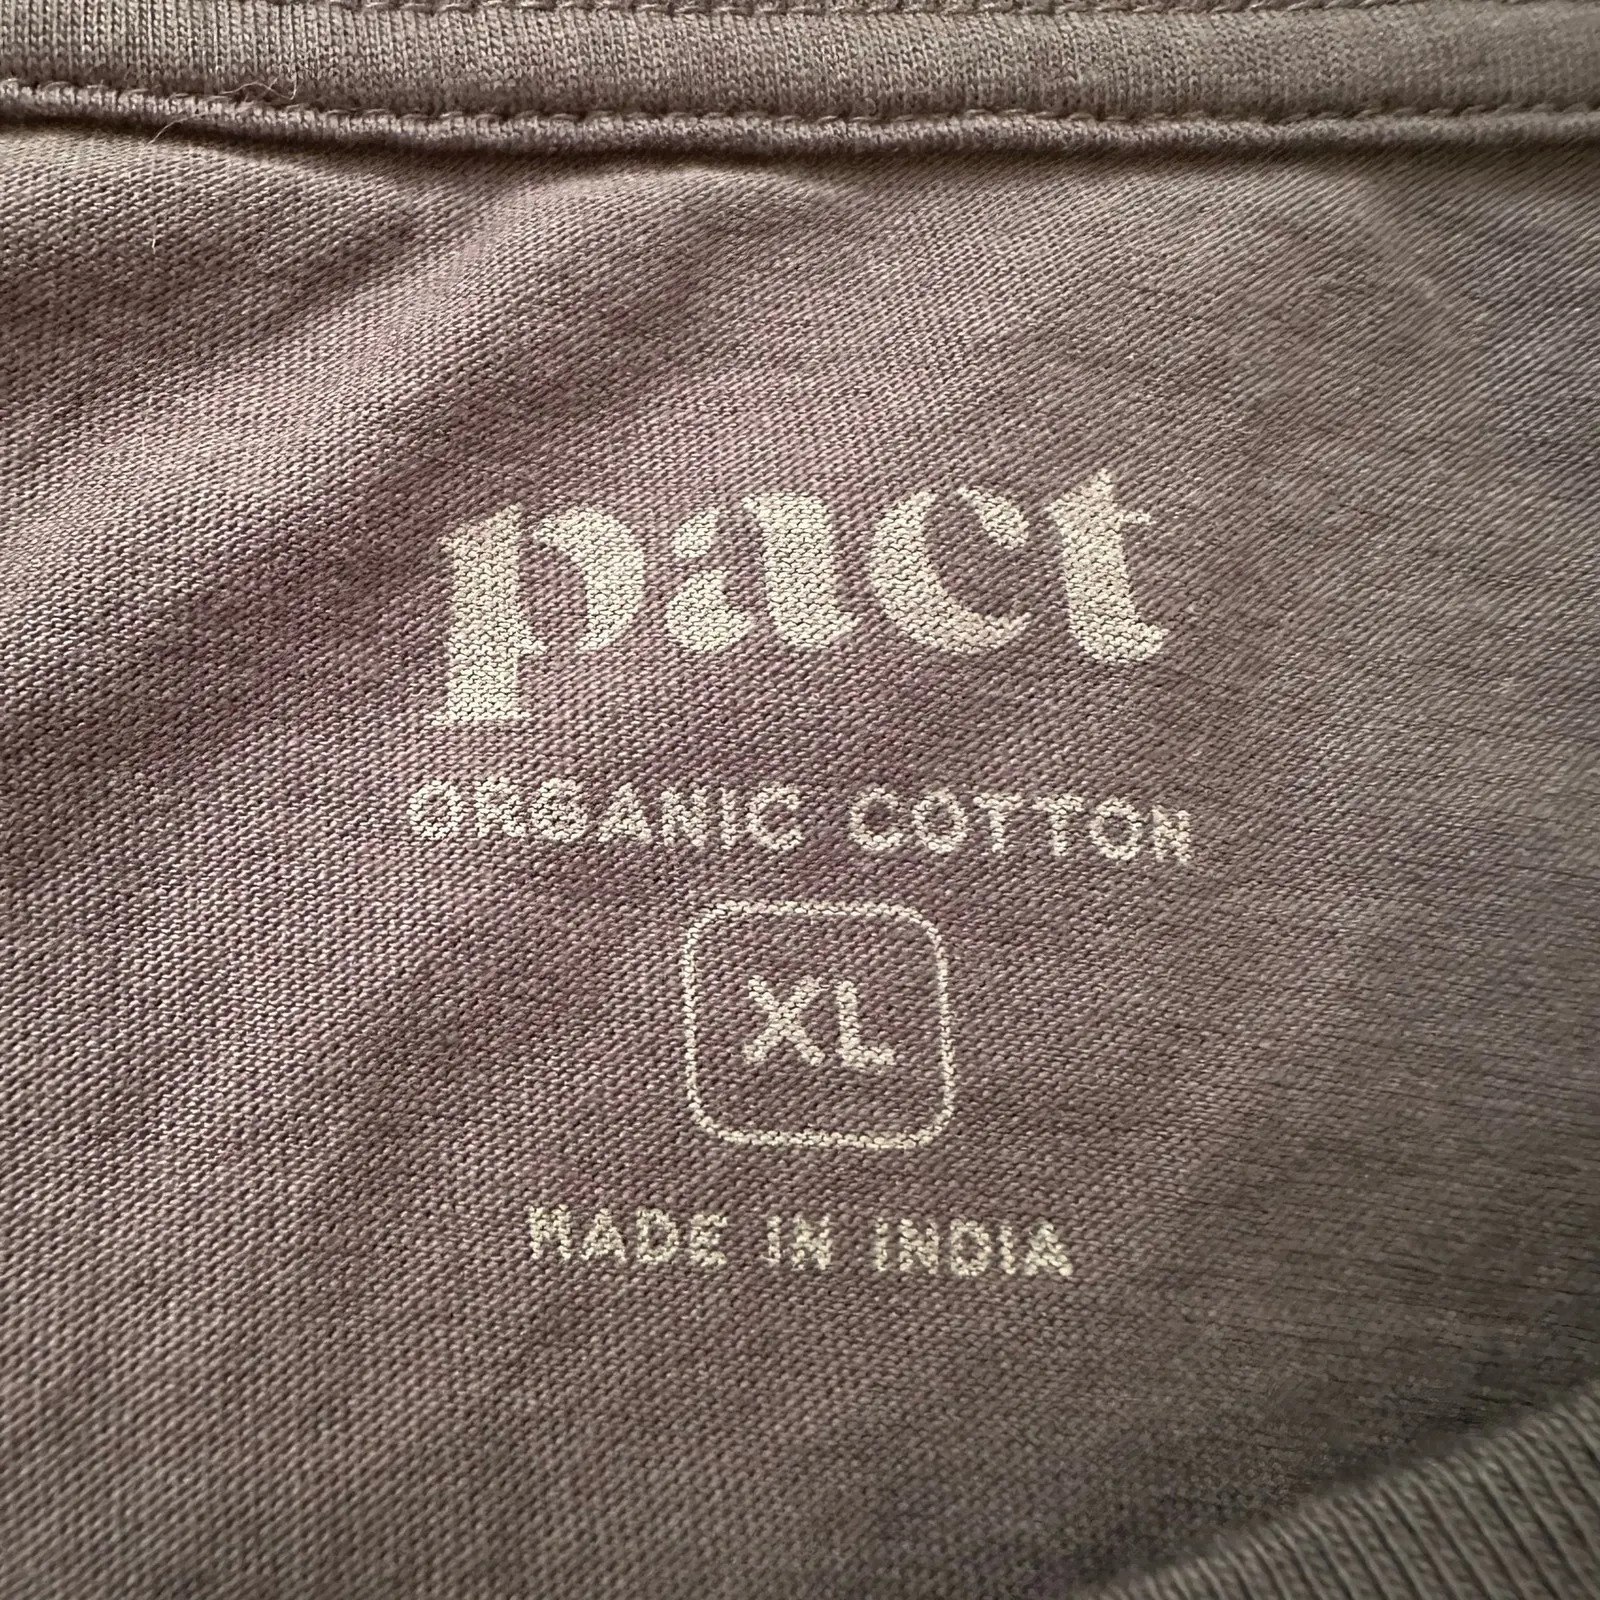 pact
ORGANIC COTTON
XL
MADE IN INDIA